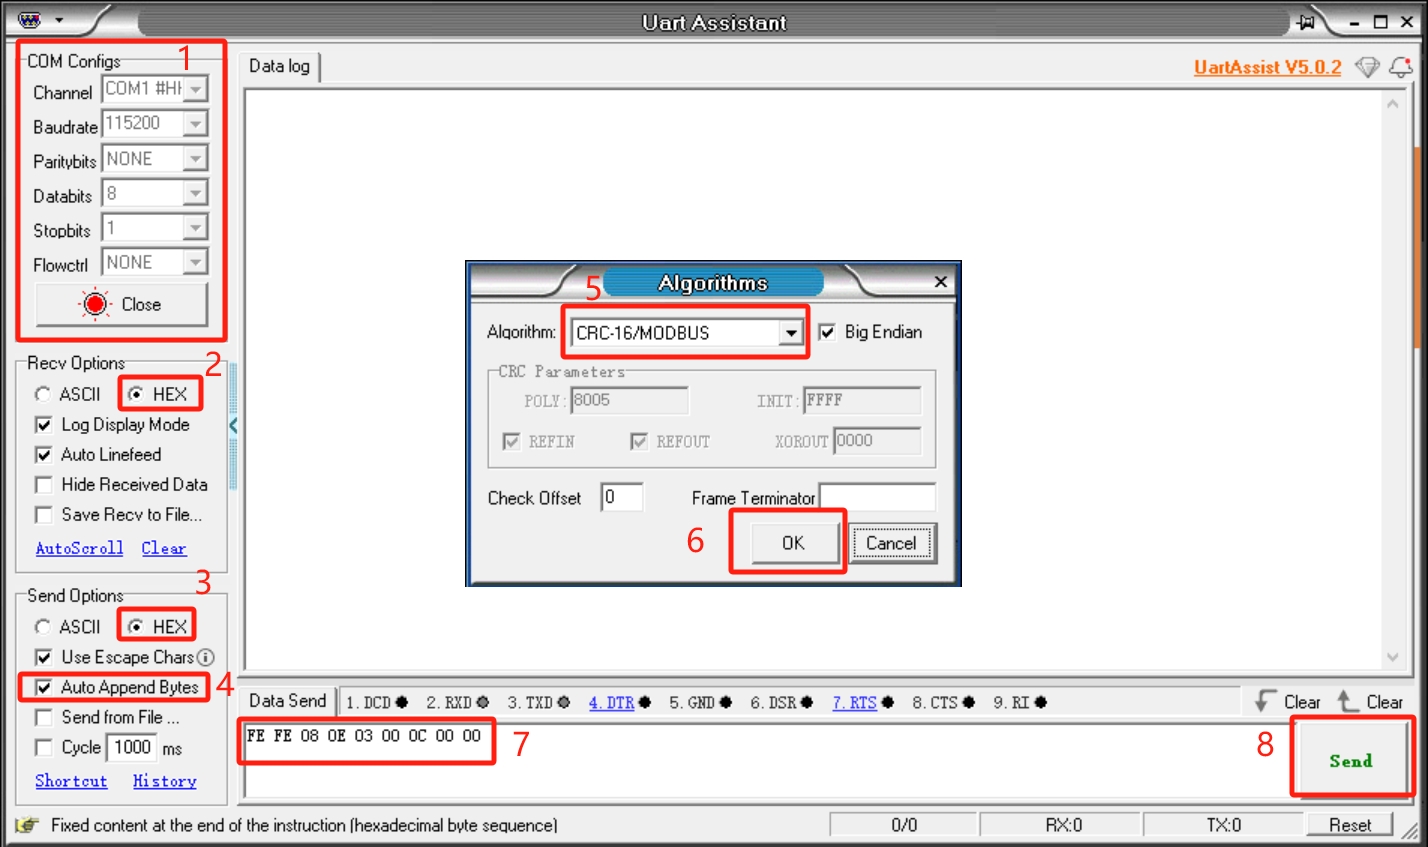 Uart Assistant
COM Configs 1
Channel COM1 #HI
Baudrate 115200
Paritybits NONE
Databits 8
Stopbits 1
Flowctrl NONE
Close
Recv Options 2
ASCII HEX
Log Display Mode
Auto Linefeed
Hide Received Data
Save Recv to File...
AutoScroll Clear
3
Send Options
ASCII HEX
Use Escape Chars i
Auto Append Bytes 4
Send from File ...
Cycle 1000 ms
Shortcut History
Data log
UartAssist V5.0.2
Algorithms
5
Algorithm: CRC-16/MODBUS Big Endian
CRC Parameters
POLY: 8005 INIT: FFFF
REFIN REFOUT XOROUT 0000
Check Offset 0 Frame Terminator
6 OK Cancel
Data Send 1.DCD 2.RXD 3.TXD 4.DTR 5.GND 6.DSR 7.RTS 8.CTS 9.RI Clear Clear
FE FE 08 0E 03 00 0C 00 00 7
8 Send
Fixed content at the end of the instruction (hexadecimal byte sequence) 0/0 RX:0 TX:0 Reset